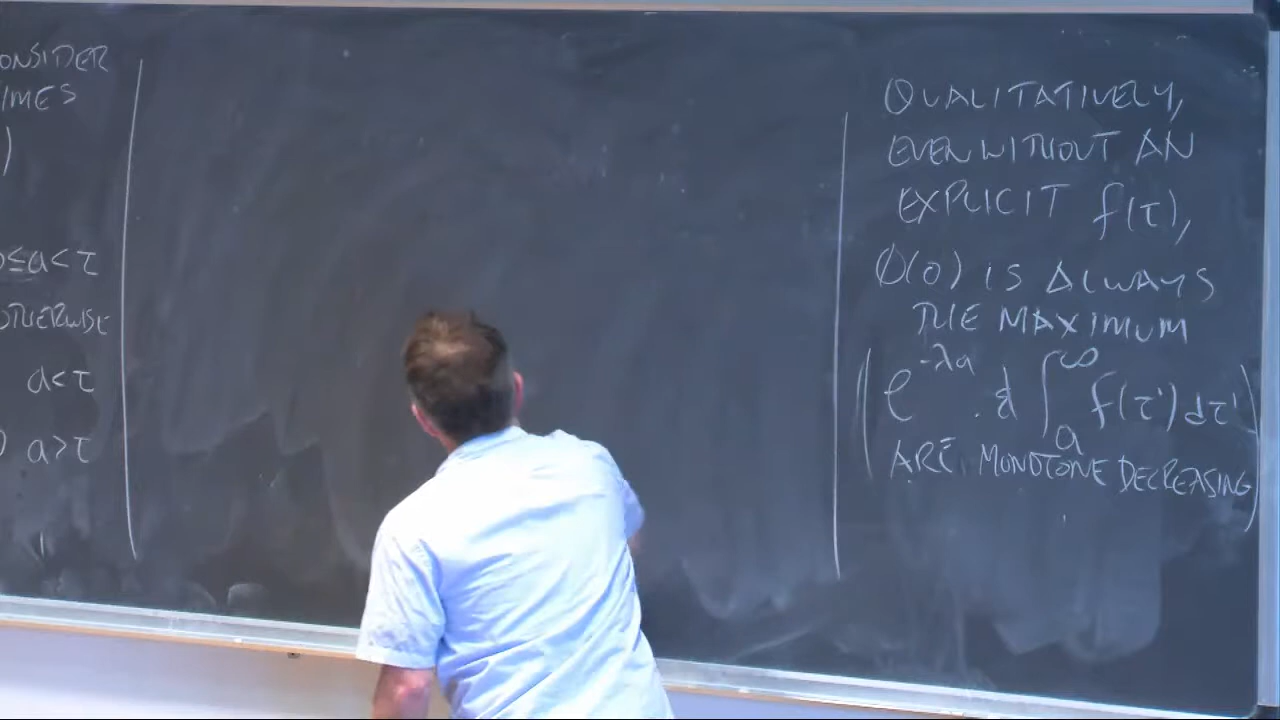 ONSIDER
IMES
)
0≤a<τ
OTHERWISE
a<τ
a>τ
QUALITATIVELY,
EVEN WITHOUT AN
EXPLICIT f(τ),
Φ(0) IS ALWAYS
THE MAXIMUM
(e^{-λa} . d ∫_a^∞ f(τ')dτ'
ARE MONOTONE DECREASING)